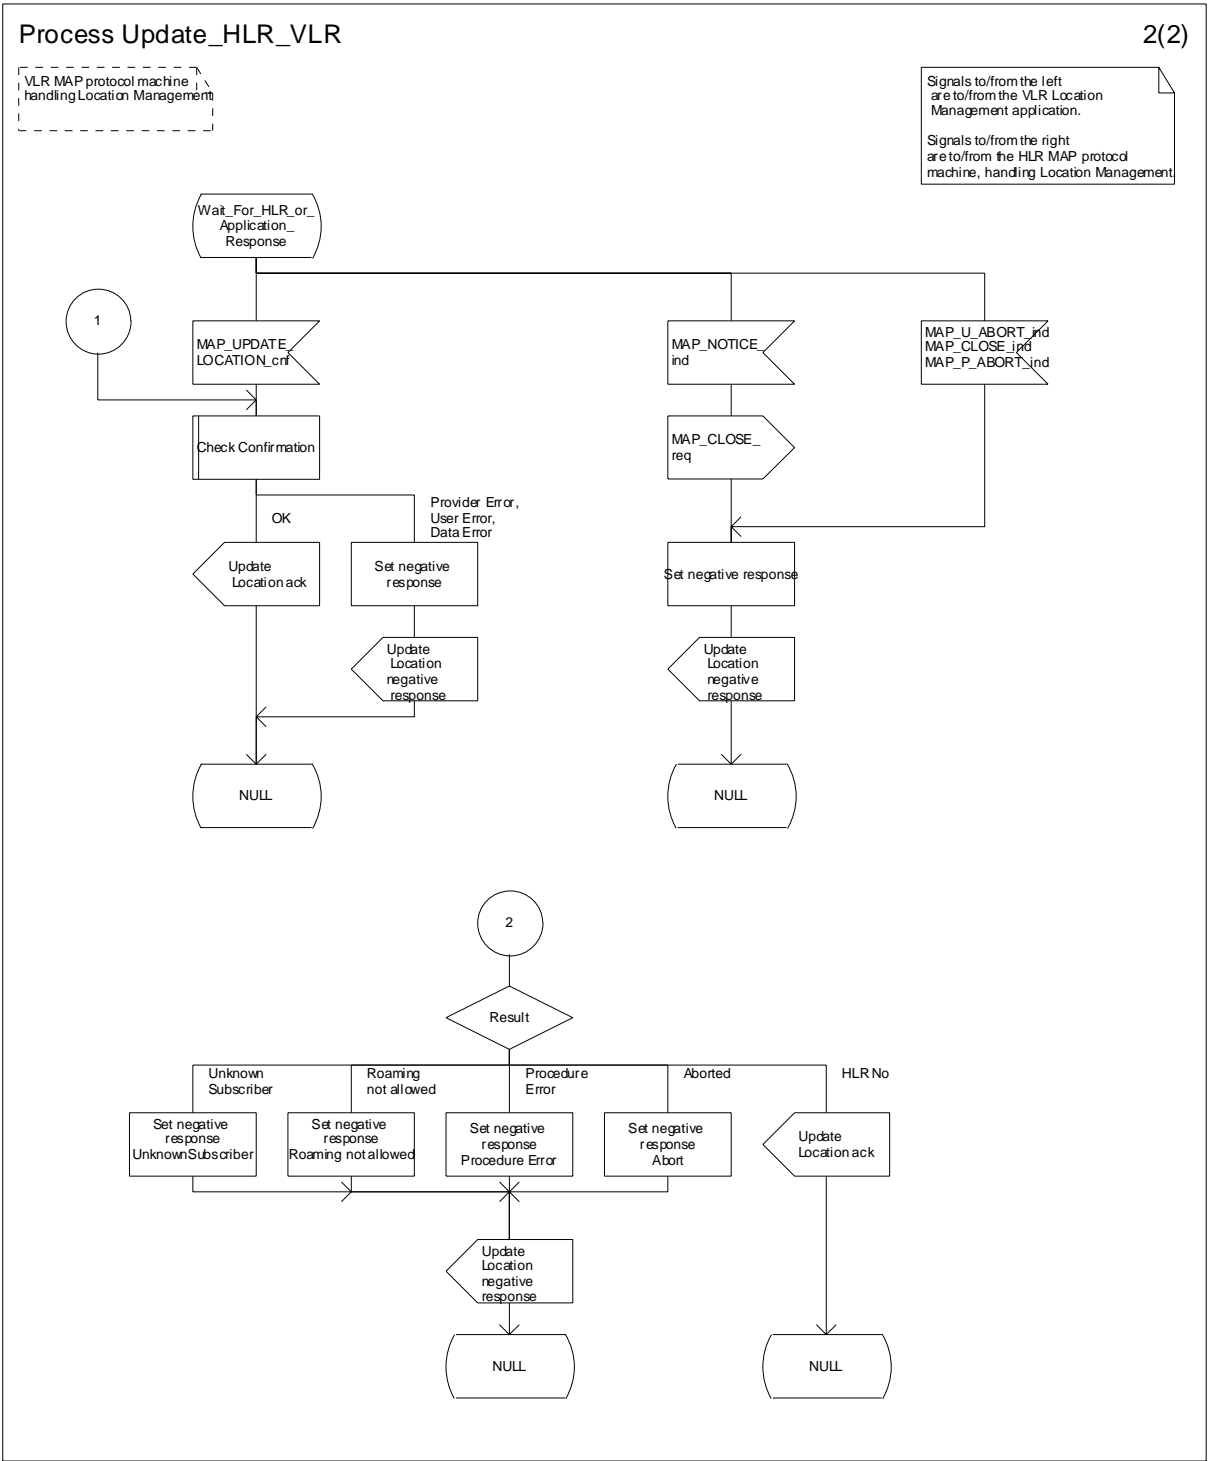 Process Update_HLR_VLR
2(2)
VLR MAP protocol machine
handling Location Management
Signals to/from the left
are to/from the VLR Location
Management application.
Signals to/from the right
are to/from the HLR MAP protocol
machine, handling Location Management.
Wait_For_HLR_or_
Application_
Response
1
MAP_UPDATE_
LOCATION_cnf
MAP_NOTICE_
ind
MAP_U_ABORT_ind
MAP_CLOSE_ind
MAP_P_ABORT_ind
Check Confirmation
MAP_CLOSE_
req
OK
Provider Error,
User Error,
Data Error
Update
Location ack
Set negative
response
Set negative response
Update
Location
negative
response
Update
Location
negative
response
NULL
NULL
2
Result
Unknown
Subscriber
Roaming
not allowed
Procedure
Error
Aborted
HLR No
Set negative
response
UnknownSubscriber
Set negative
response
Roaming not allowed
Set negative
response
Procedure Error
Set negative
response
Abort
Update
Location ack
Update
Location
negative
response
NULL
NULL